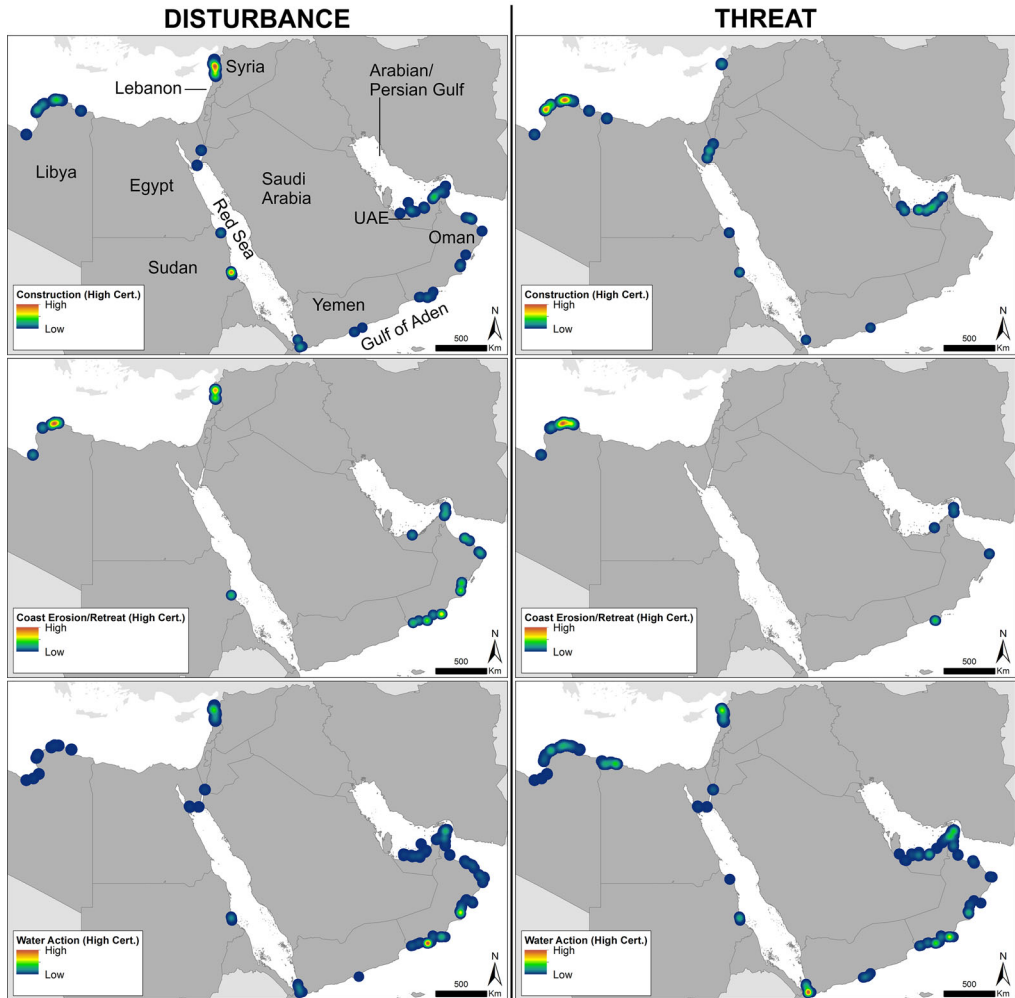 DISTURBANCE
THREAT
Syria
Lebanon
Arabian/
Persian Gulf
Libya
Egypt
Saudi
Arabia
UAE
Red Sea
Oman
Sudan
Yemen
Gulf of Aden
Construction (High Cert.)
High
Low
N
500
Km
Construction (High Cert.)
High
Low
N
500
Km
Coast Erosion/Retreat (High Cert.)
High
Low
N
500
Km
Coast Erosion/Retreat (High Cert.)
High
Low
N
500
Km
Water Action (High Cert.)
High
Low
N
500
Km
Water Action (High Cert.)
High
Low
N
500
Km